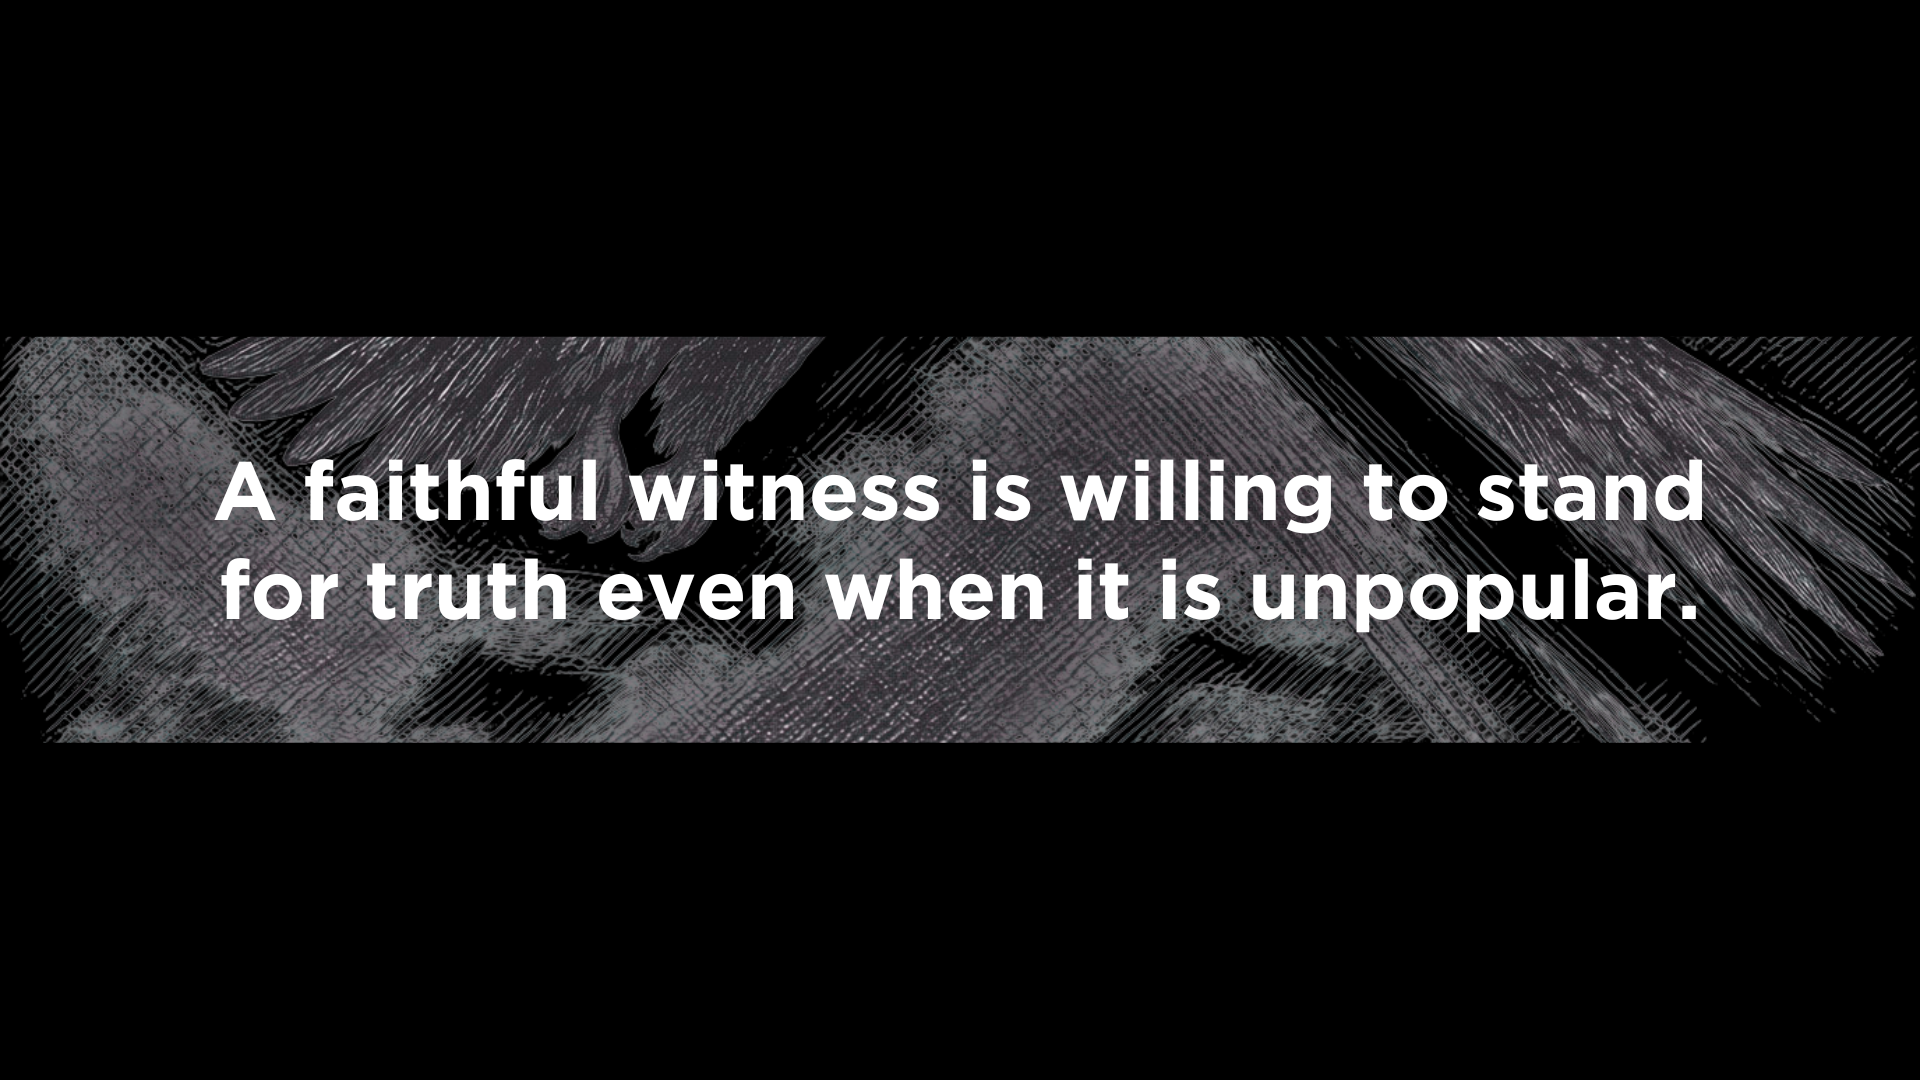 A faithful witness is willing to stand
for truth even when it is unpopular.